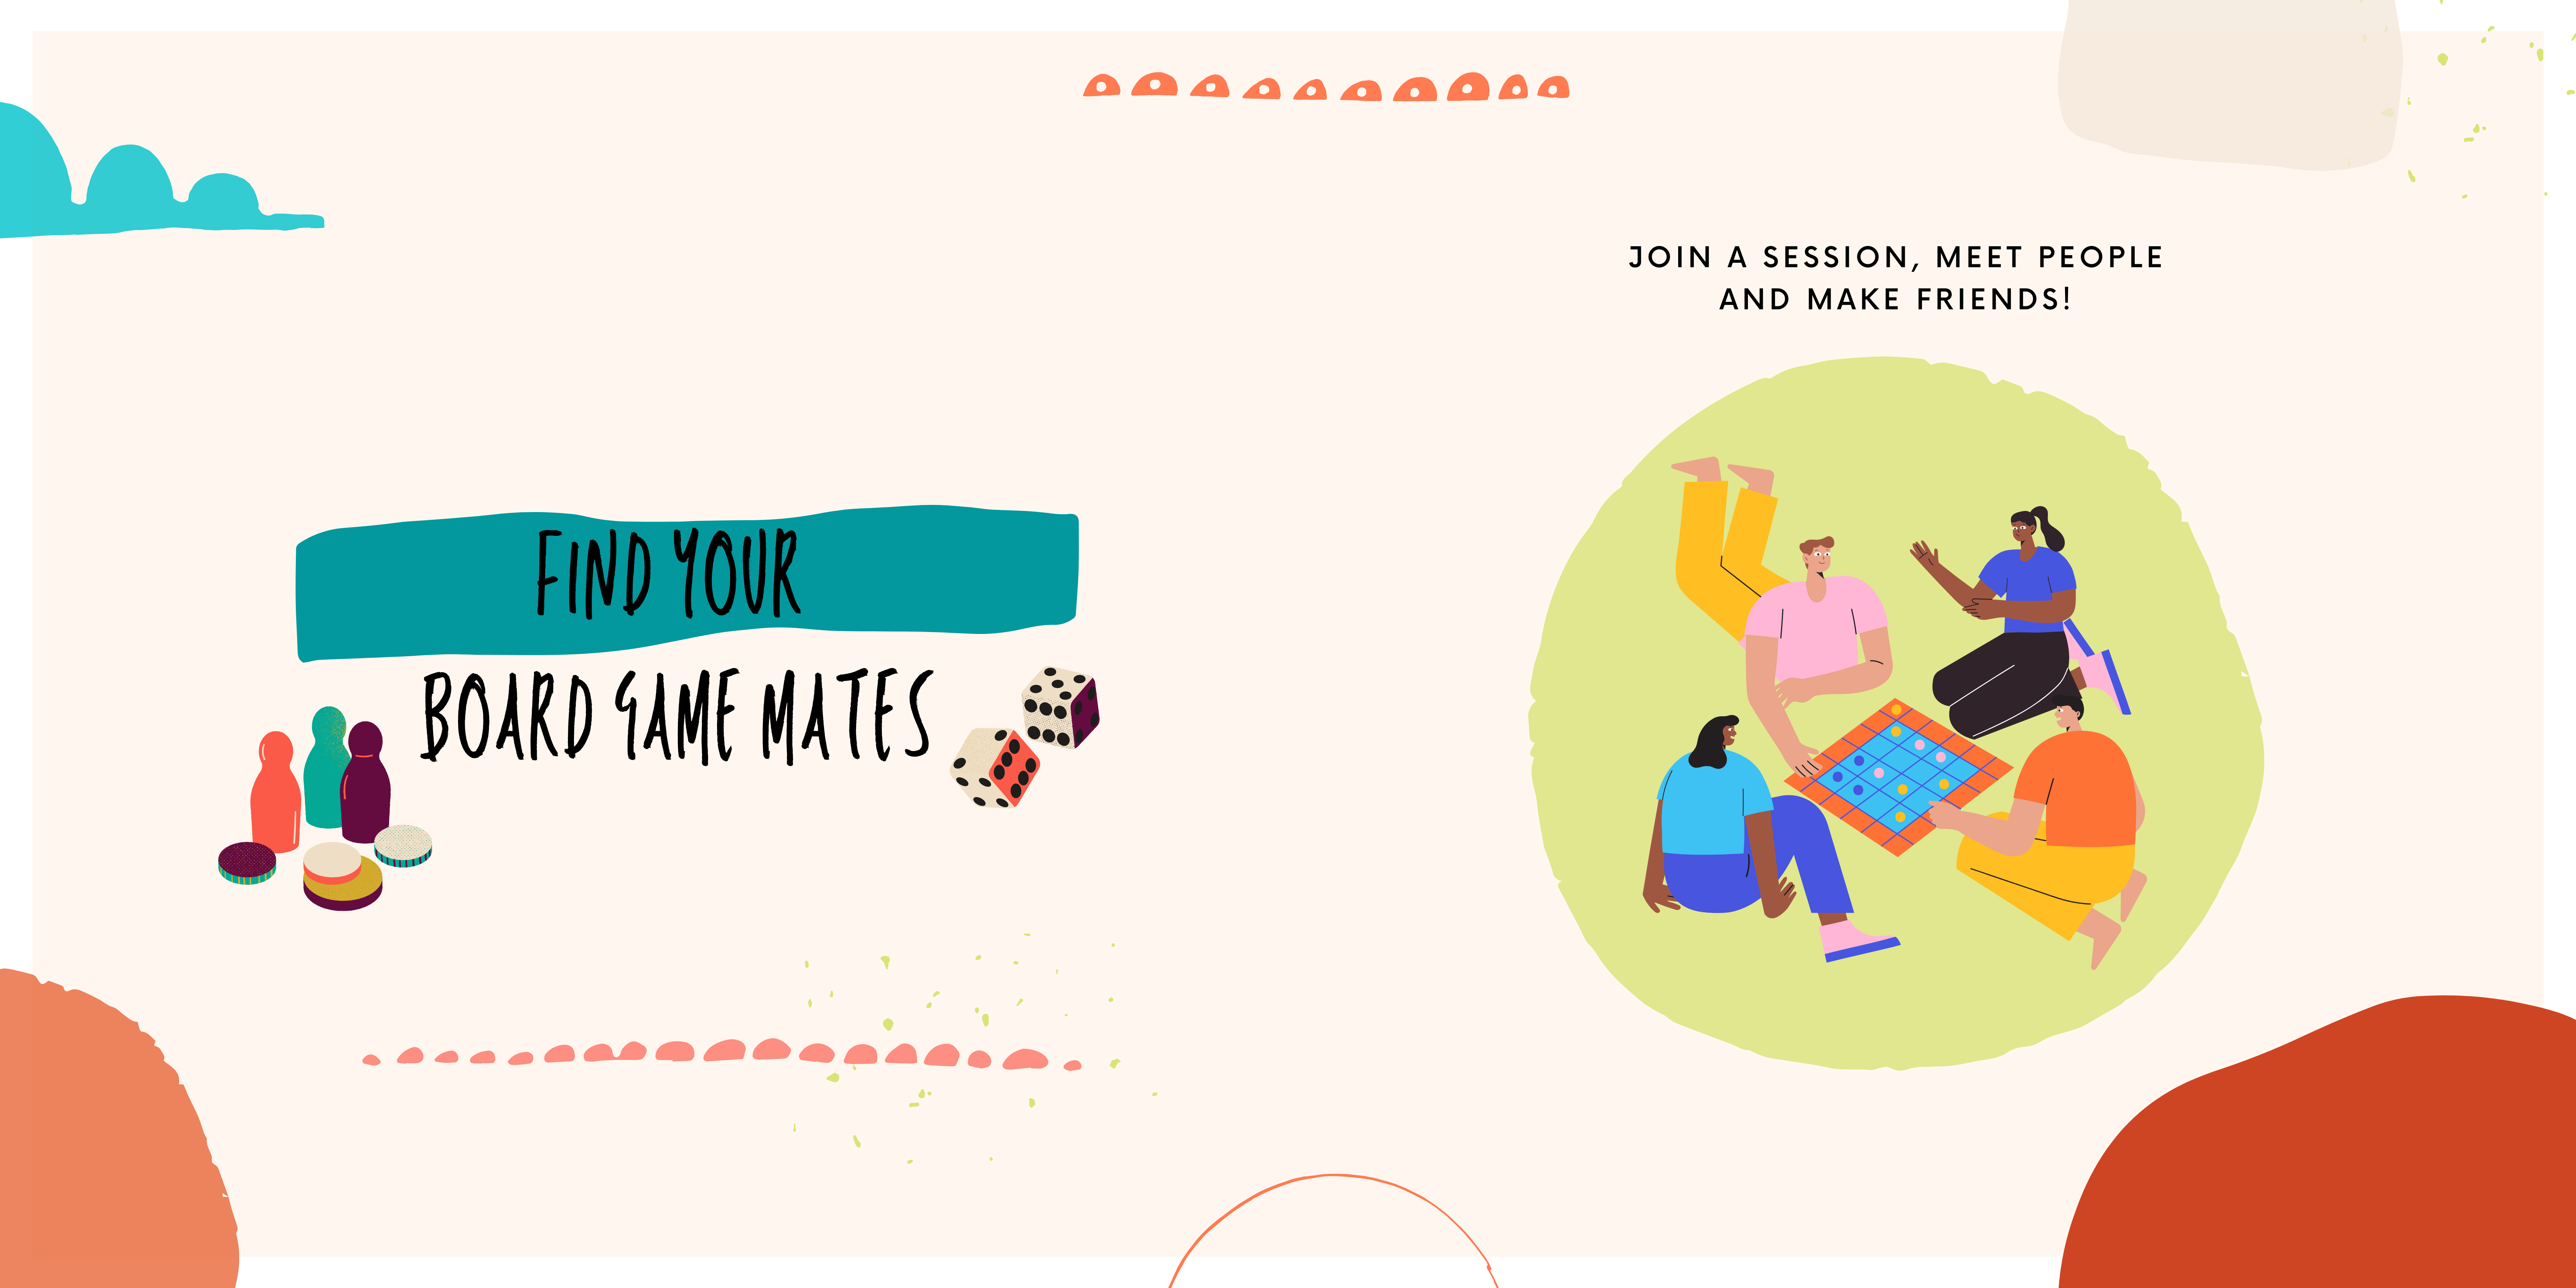 FIND YOUR
BOARD GAME MATES
JOIN A SESSION, MEET PEOPLE
AND MAKE FRIENDS!